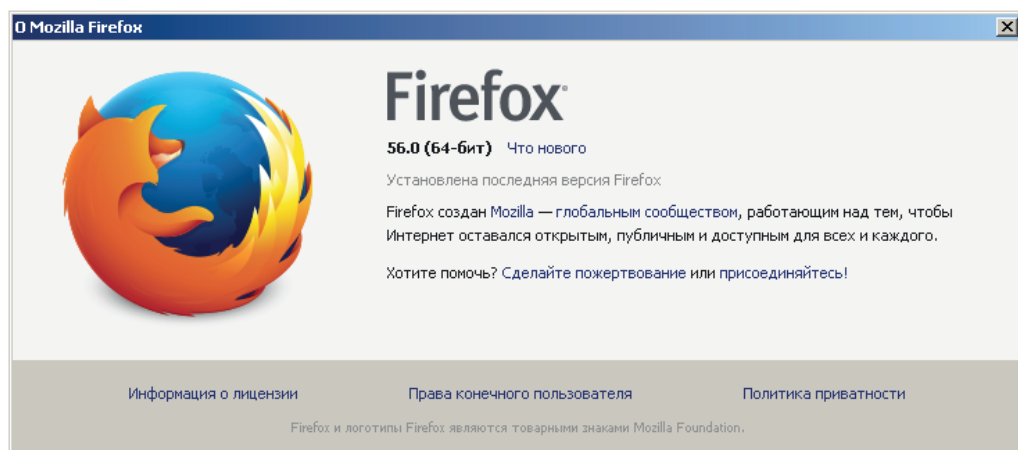 О Mozilla Firefox
Firefox
56.0 (64-бит) Что нового
Установлена последняя версия Firefox
Firefox создан Mozilla — глобальным сообществом, работающим над тем, чтобы
Интернет оставался открытым, публичным и доступным для всех и каждого.
Хотите помочь? Сделайте пожертвование или присоединяйтесь!
Информация о лицензии Права конечного пользователя Политика приватности
Firefox и логотипы Firefox являются товарными знаками Mozilla Foundation.